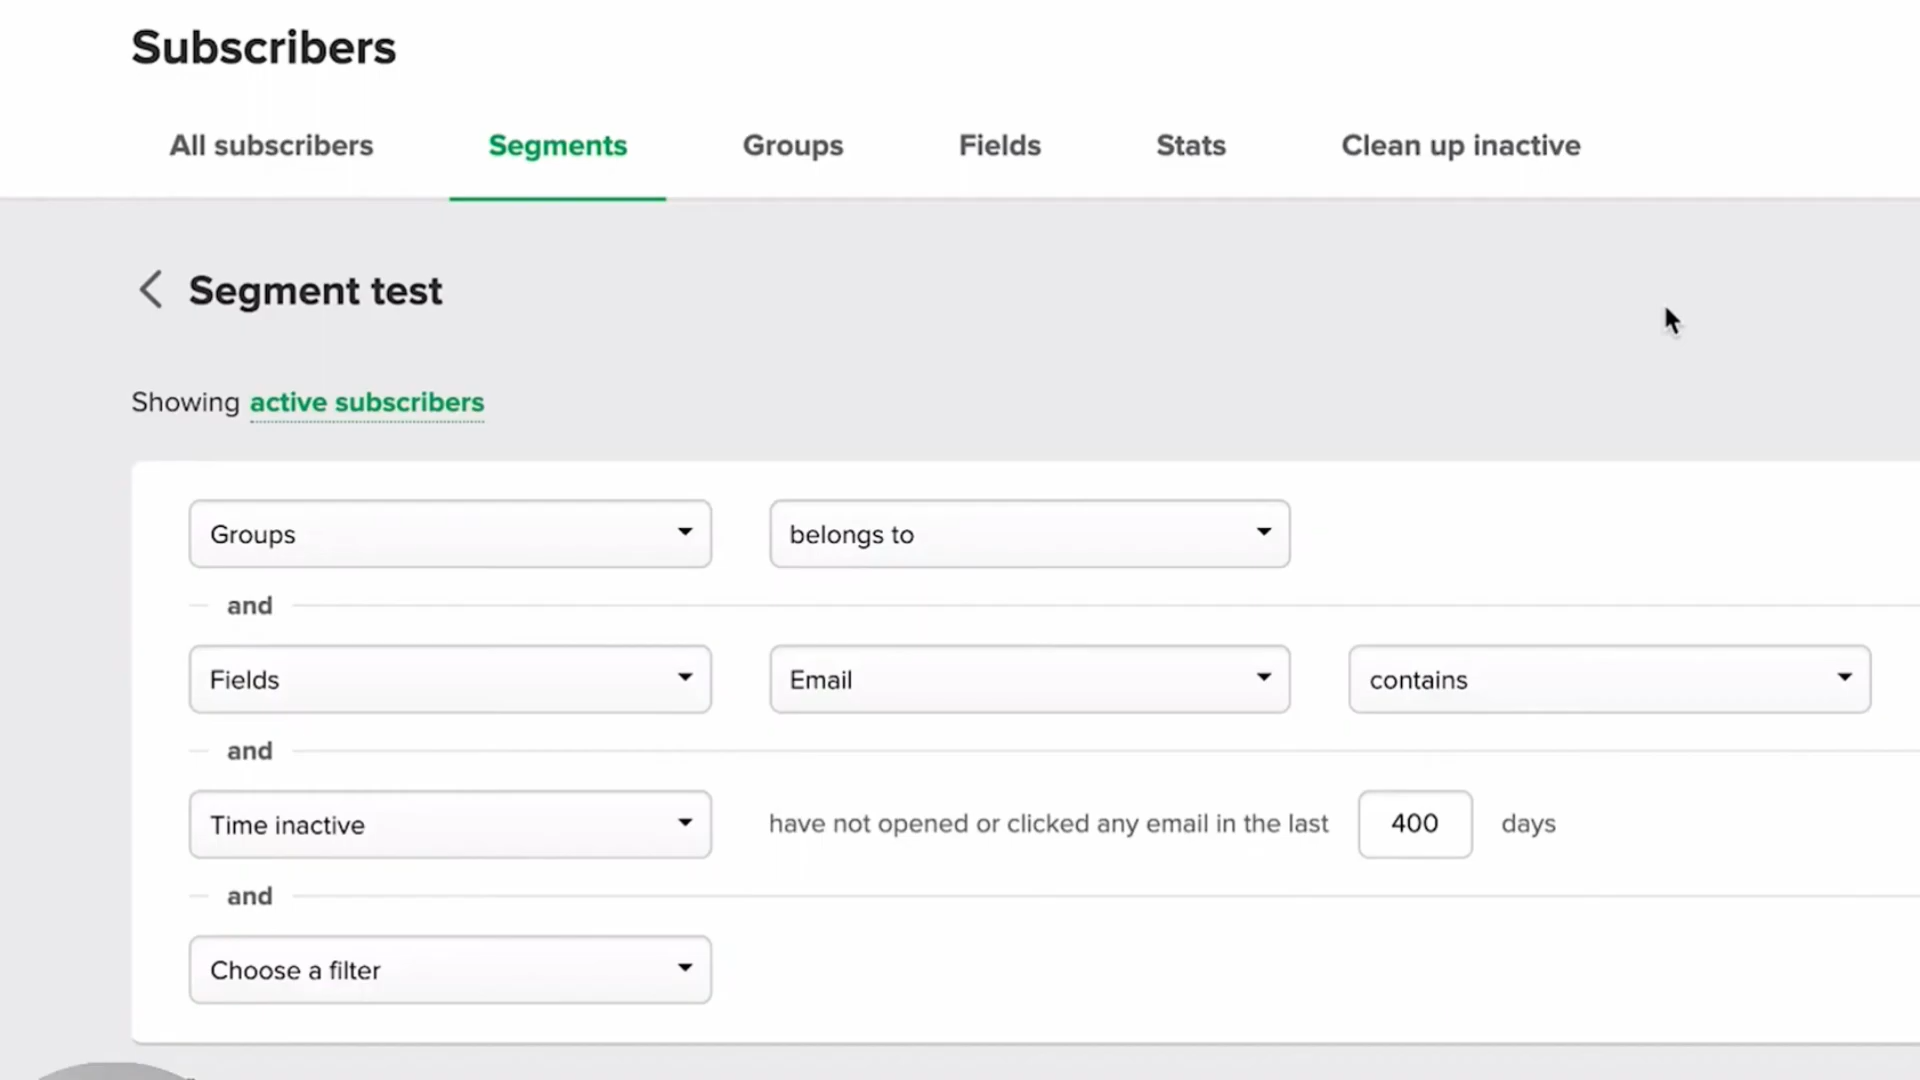 Subscribers
All subscribers Segments Groups Fields Stats Clean up inactive
Segment test
Showing active subscribers
Groups belongs to
and
Fields Email contains
and
Time inactive have not opened or clicked any email in the last 400 days
and
Choose a filter